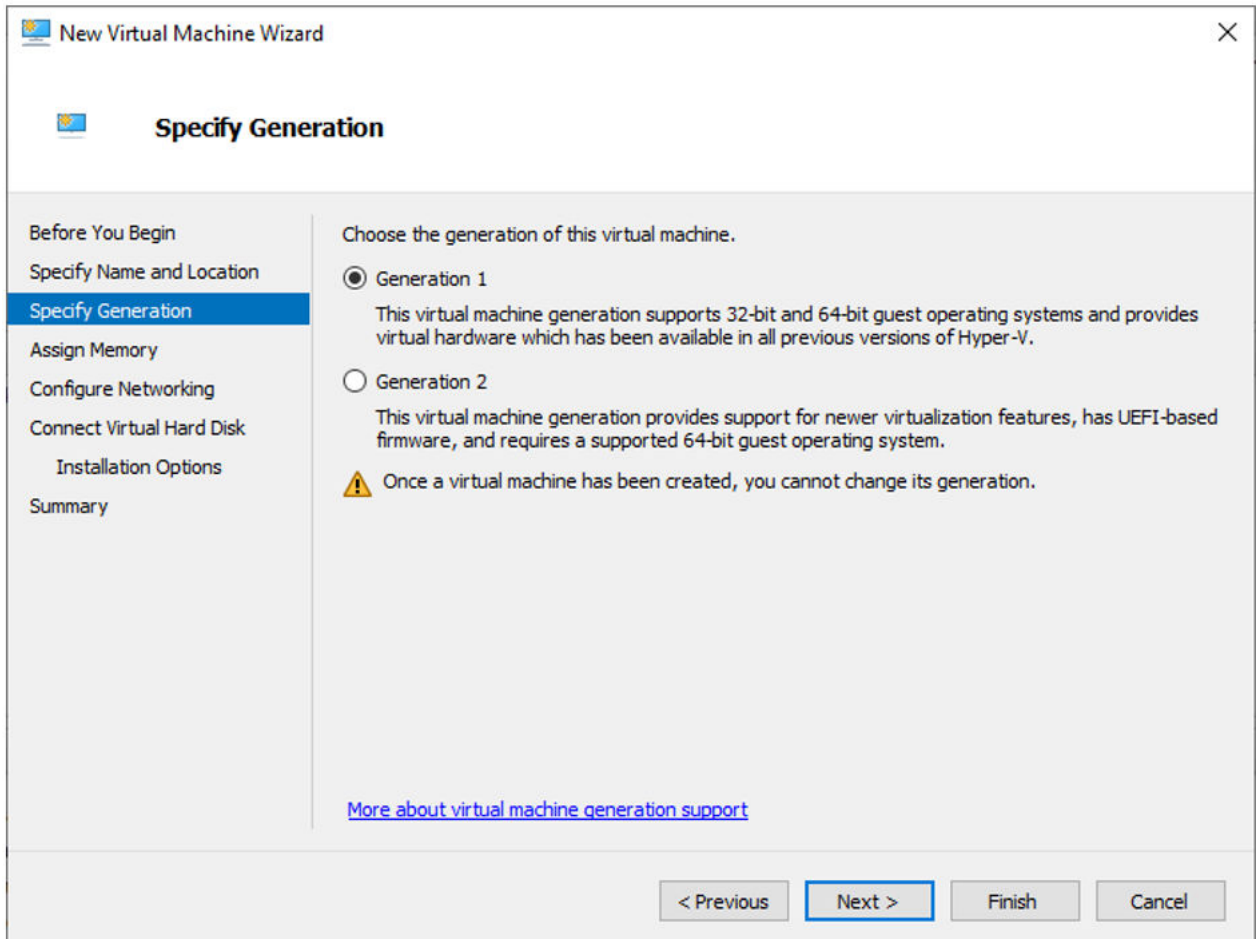 New Virtual Machine Wizard
Specify Generation
Before You Begin
Specify Name and Location
Specify Generation
Assign Memory
Configure Networking
Connect Virtual Hard Disk
Installation Options
Summary
Choose the generation of this virtual machine.
Generation 1
This virtual machine generation supports 32-bit and 64-bit guest operating systems and provides
virtual hardware which has been available in all previous versions of Hyper-V.
Generation 2
This virtual machine generation provides support for newer virtualization features, has UEFI-based
firmware, and requires a supported 64-bit guest operating system.
Once a virtual machine has been created, you cannot change its generation.
More about virtual machine generation support
< Previous
Next >
Finish
Cancel